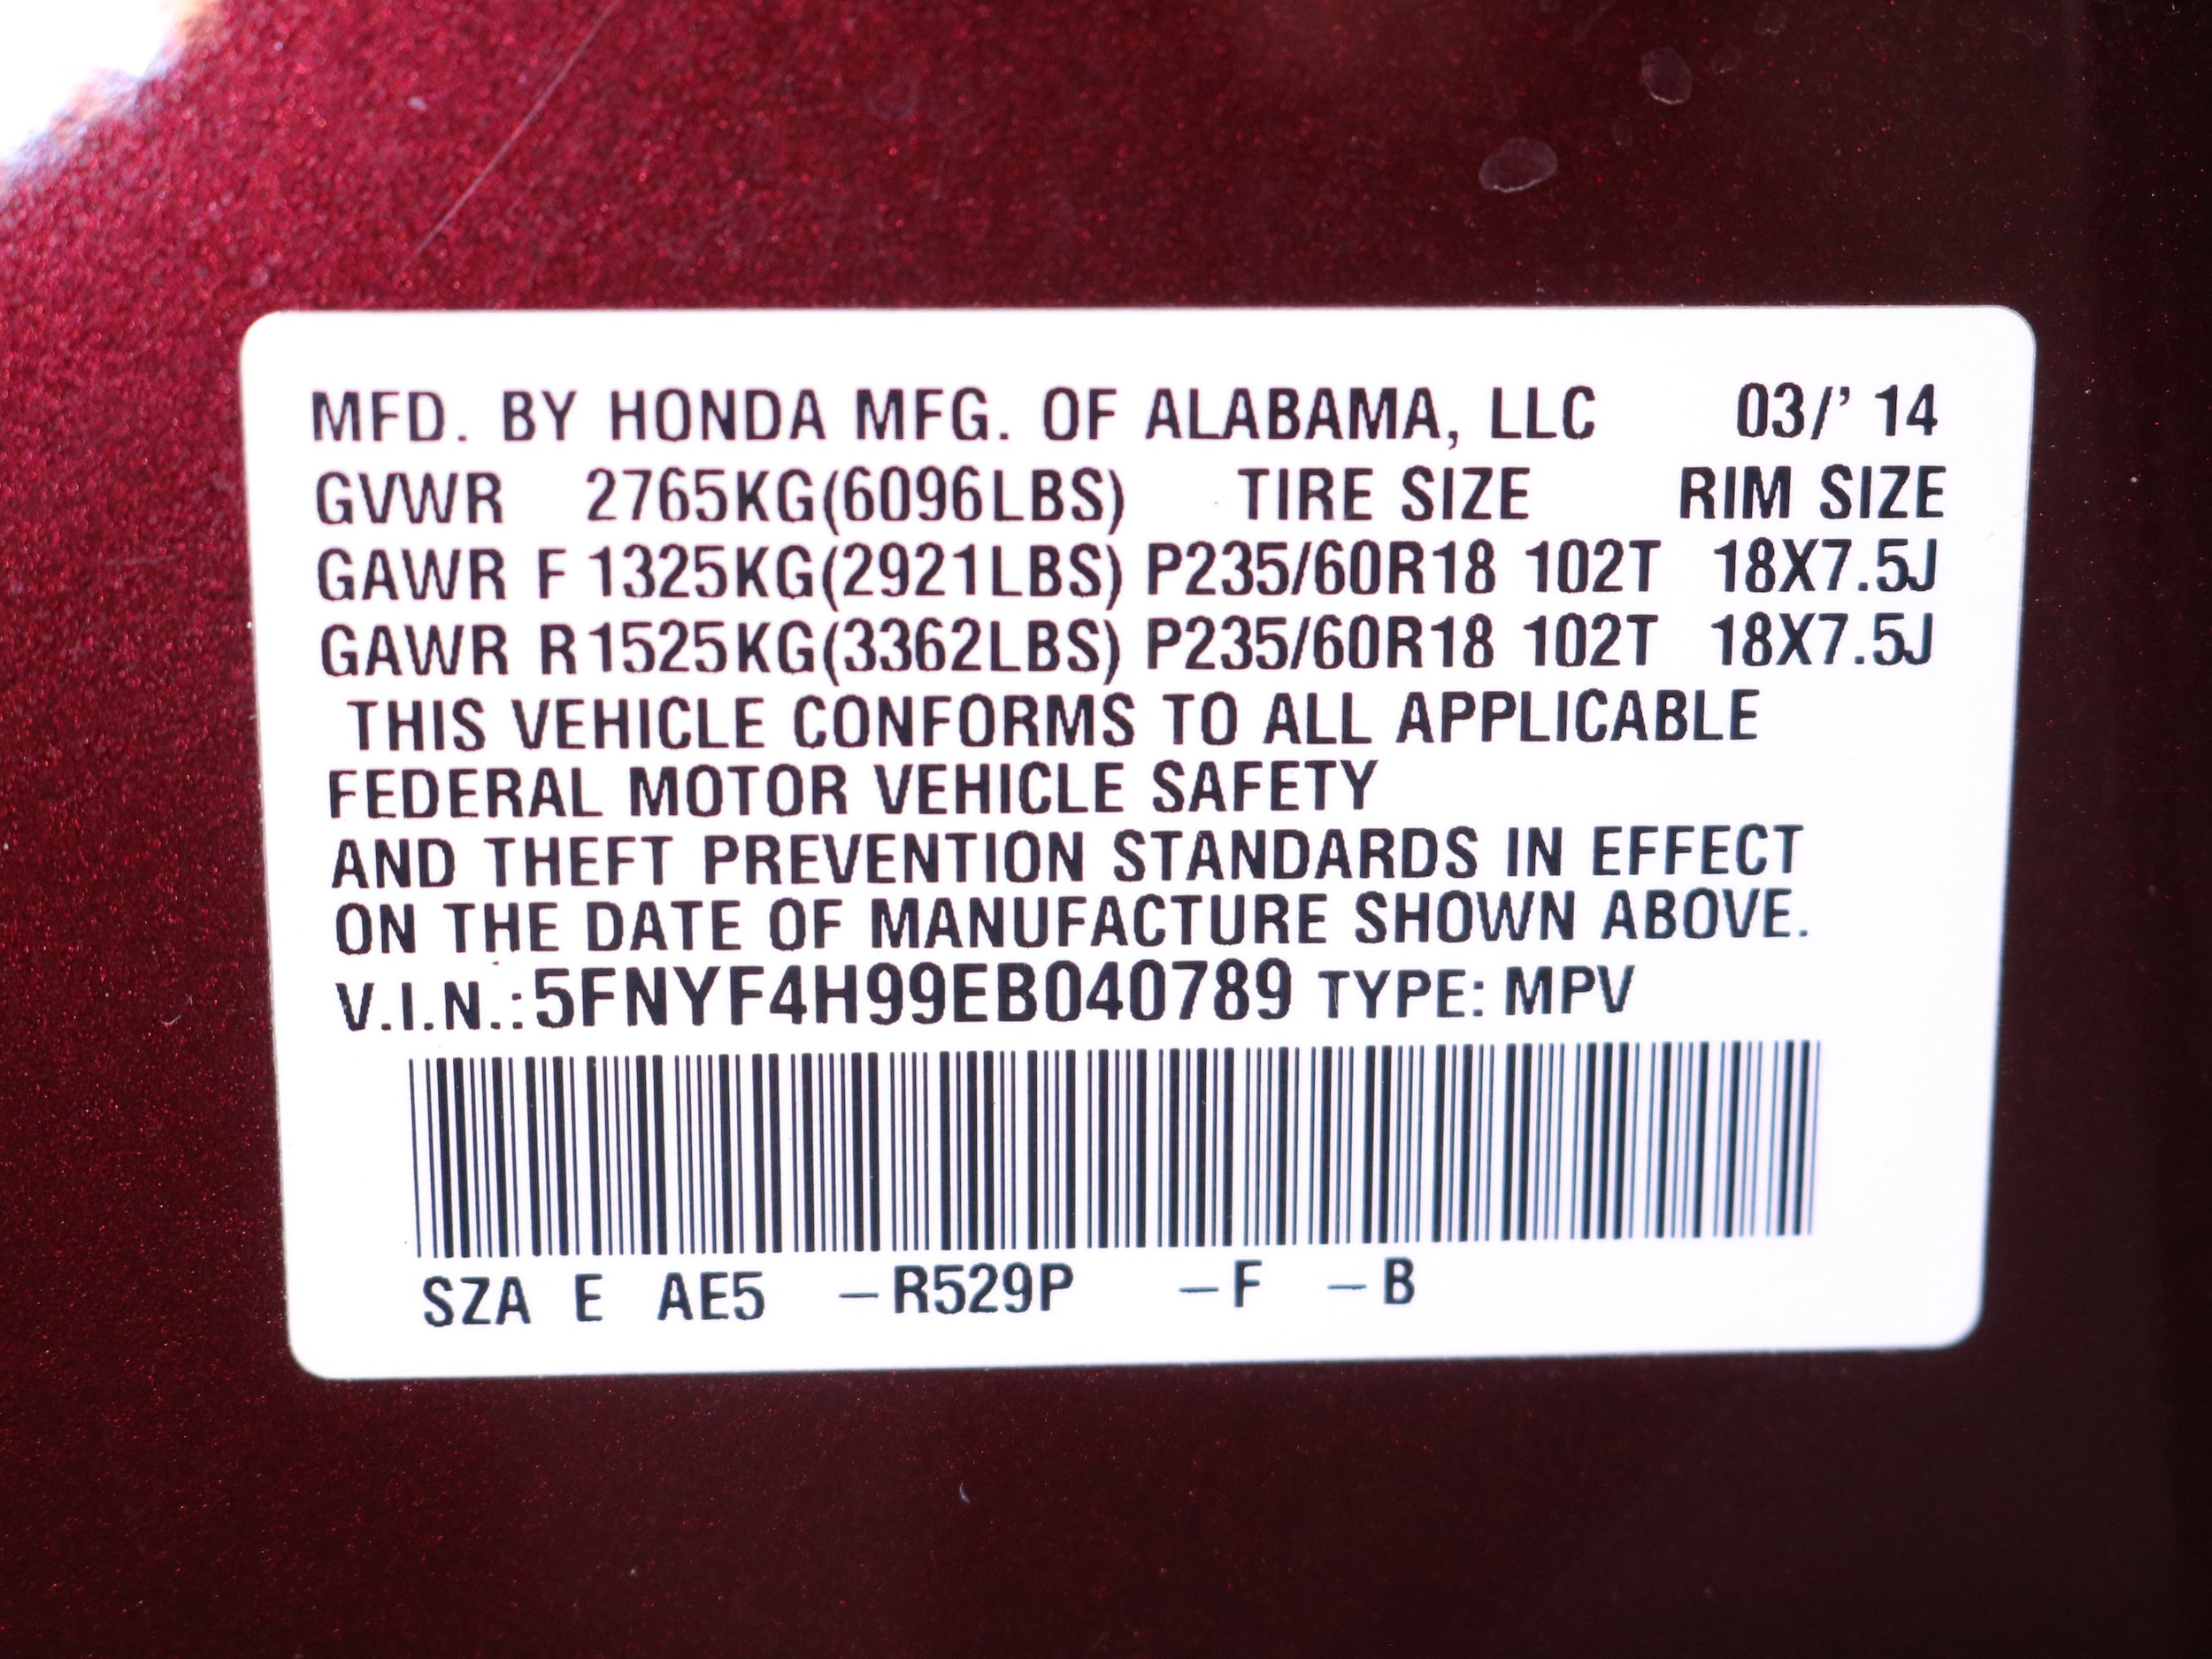 MFD. BY HONDA MFG. OF ALABAMA, LLC 03/' 14
GVWR 2765KG(6096LBS) TIRE SIZE RIM SIZE
GAWR F 1325KG(2921LBS) P235/60R18 102T 18X7.5J
GAWR R 1525KG(3362LBS) P235/60R18 102T 18X7.5J
THIS VEHICLE CONFORMS TO ALL APPLICABLE
FEDERAL MOTOR VEHICLE SAFETY
AND THEFT PREVENTION STANDARDS IN EFFECT
ON THE DATE OF MANUFACTURE SHOWN ABOVE.
V.I.N.:5FNYF4H99EB040789 TYPE: MPV
SZA E AE5 –R529P –F –B